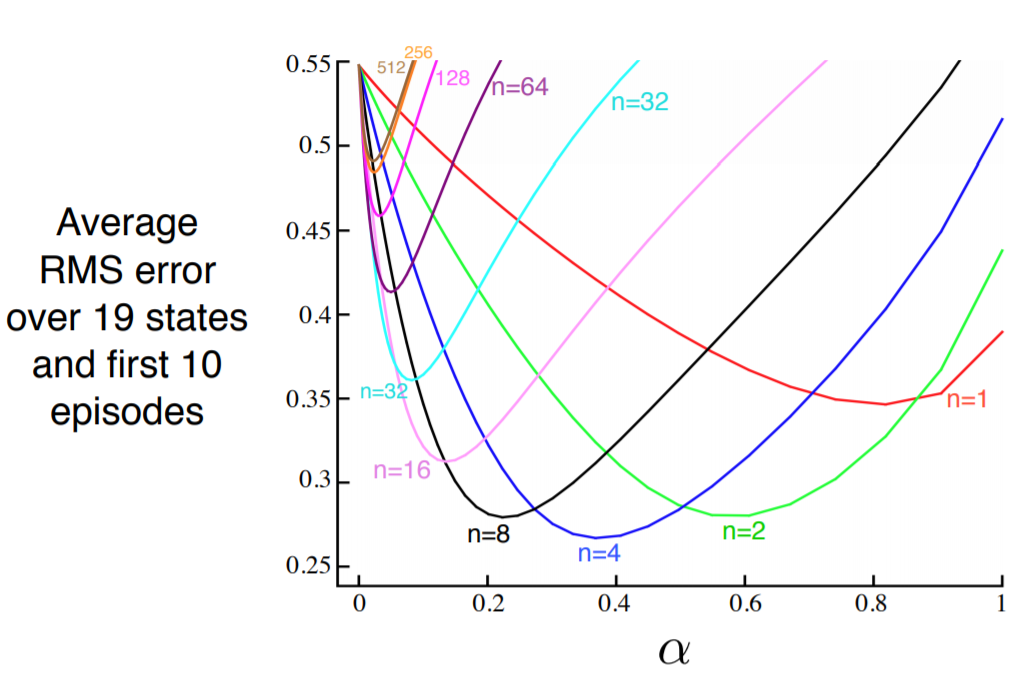 256
512
128
n=64
n=32
0.55
0.5
0.45
0.4
0.35
0.3
0.25
Average
RMS error
over 19 states
and first 10
episodes
n=32
n=1
n=16
n=8
n=2
n=4
0
0.2
0.4
0.6
0.8
1
α